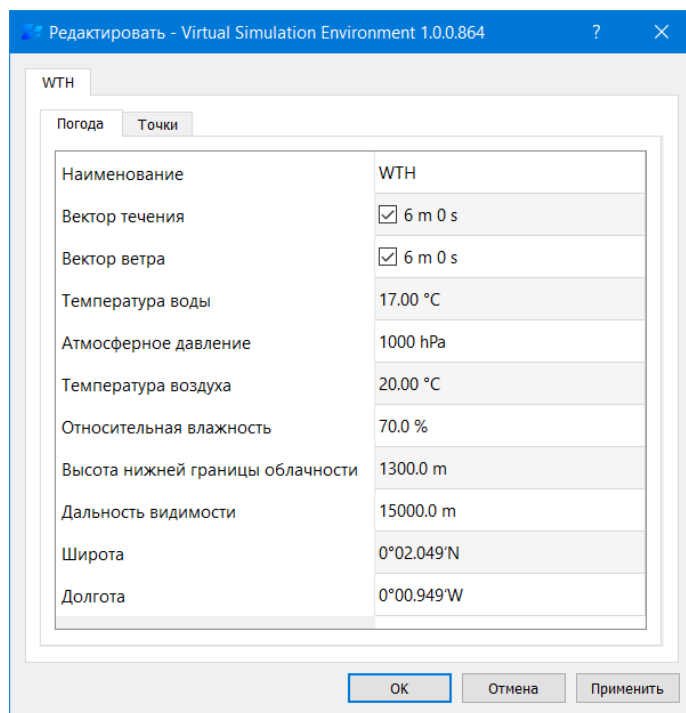 Редактировать - Virtual Simulation Environment 1.0.0.864 ?
WTH
Погода Точки
Наименование WTH
Вектор течения 6 m 0 s
Вектор ветра 6 m 0 s
Температура воды 17.00 °C
Атмосферное давление 1000 hPa
Температура воздуха 20.00 °C
Относительная влажность 70.0 %
Высота нижней границы облачности 1300.0 m
Дальность видимости 15000.0 m
Широта 0°02.049'N
Долгота 0°00.949'W
ОК Отмена Применить